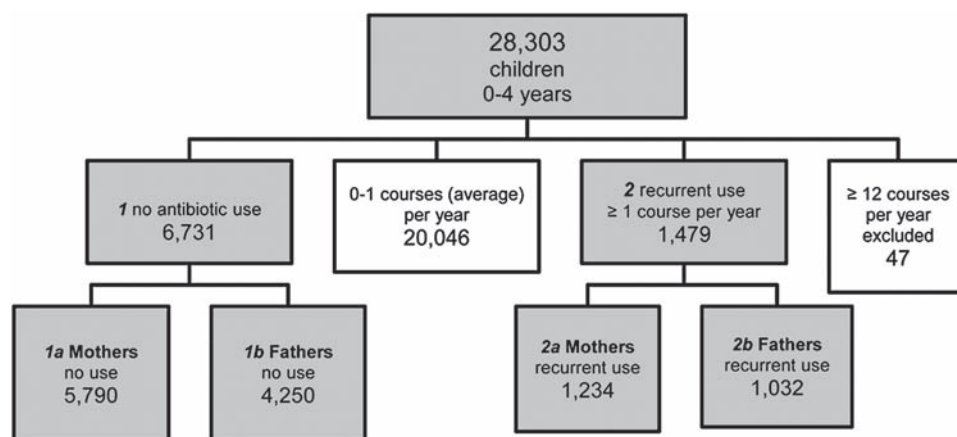 28,303
children
0-4 years
1 no antibiotic use
6,731
0-1 courses (average)
per year
20,046
2 recurrent use
≥ 1 course per year
1,479
≥ 12 courses
per year
excluded
47
1a Mothers
no use
5,790
1b Fathers
no use
4,250
2a Mothers
recurrent use
1,234
2b Fathers
recurrent use
1,032